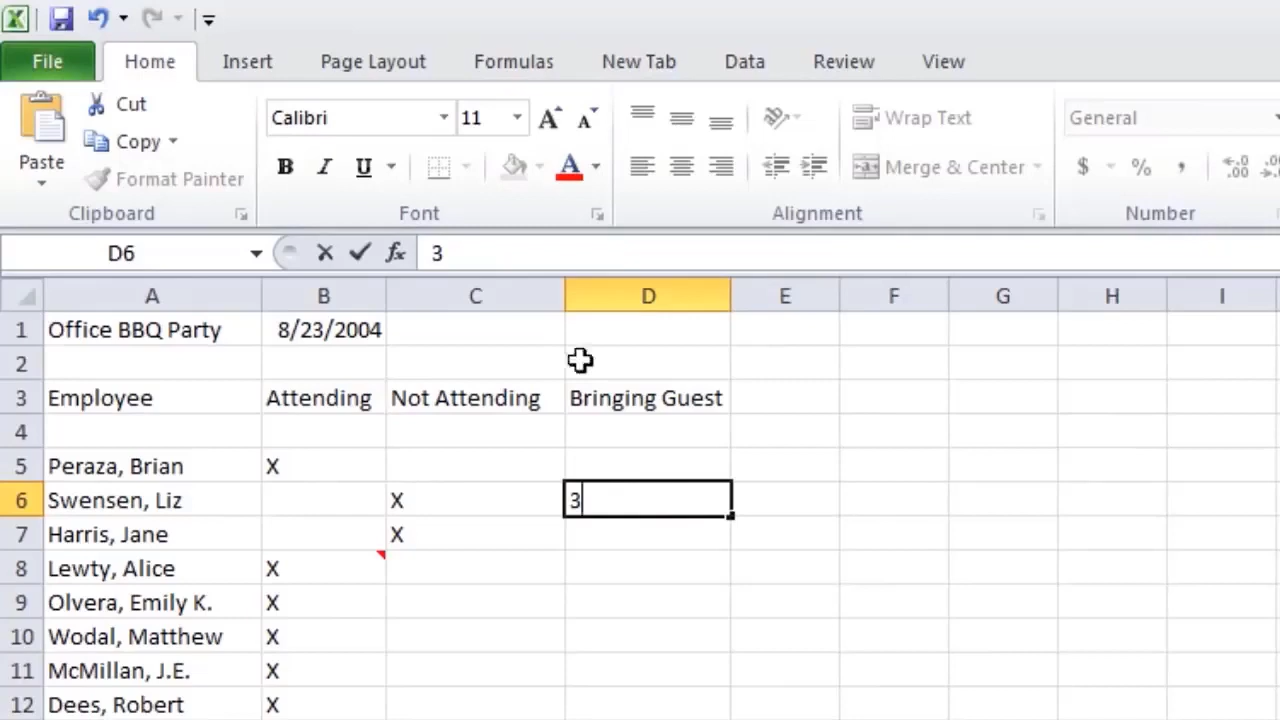 File Home Insert Page Layout Formulas New Tab Data Review View
Cut
Calibri 11 A A Wrap Text General
Copy
Paste
B I U A Merge & Center $ % , .00
Format Painter
Clipboard Font Alignment Number
D6 fx 3
A B C D E F G H I
1 Office BBQ Party 8/23/2004
2
3 Employee Attending Not Attending Bringing Guest
4
5 Peraza, Brian X
6 Swensen, Liz X 3
7 Harris, Jane X
8 Lewty, Alice X
9 Olvera, Emily K. X
10 Wodal, Matthew X
11 McMillan, J.E. X
12 Dees, Robert X